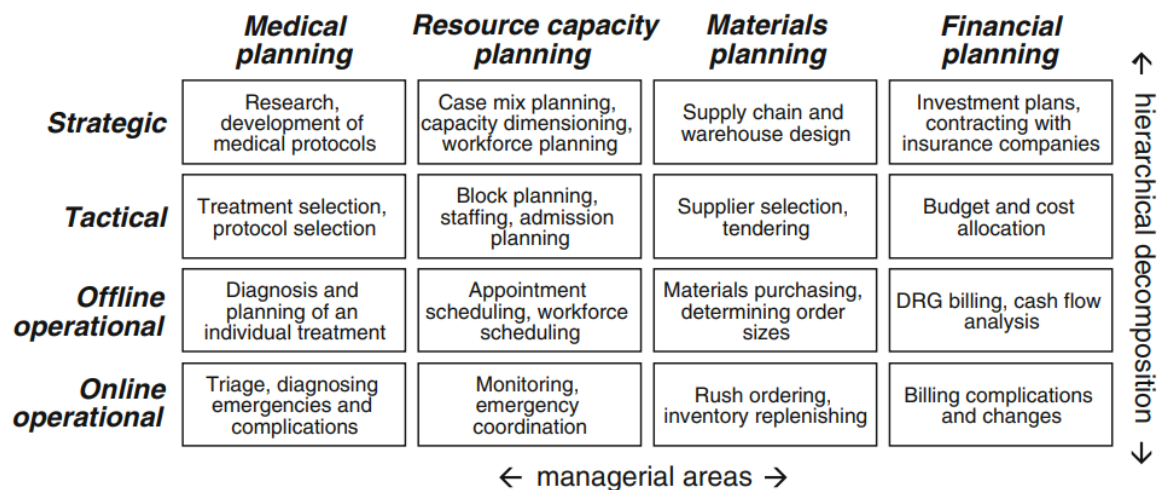 Medical planning
Resource capacity planning
Materials planning
Financial planning
Strategic
Research,
development of
medical protocols
Case mix planning,
capacity dimensioning,
workforce planning
Supply chain and
warehouse design
Investment plans,
contracting with
insurance companies
Tactical
Treatment selection,
protocol selection
Block planning,
staffing, admission
planning
Supplier selection,
tendering
Budget and cost
allocation
Offline
operational
Diagnosis and
planning of an
individual treatment
Appointment
scheduling, workforce
scheduling
Materials purchasing,
determining order
sizes
DRG billing, cash flow
analysis
Online
operational
Triage, diagnosing
emergencies and
complications
Monitoring,
emergency
coordination
Rush ordering,
inventory replenishing
Billing complications
and changes
← managerial areas →
← hierarchical decomposition →